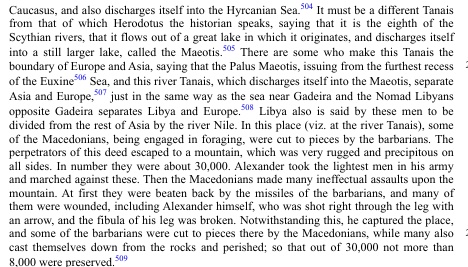 Caucasus, and also discharges itself into the Hyrcanian Sea.504 It must be a different Tanais
from that of which Herodotus the historian speaks, saying that it is the eighth of the
Scythian rivers, that it flows out of a great lake in which it originates, and discharges itself
into a still larger lake, called the Maeotis.505 There are some who make this Tanais the
boundary of Europe and Asia, saying that the Palus Maeotis, issuing from the furthest recess
of the Euxine506 Sea, and this river Tanais, which discharges itself into the Maeotis, separate
Asia and Europe,507 just in the same way as the sea near Gadeira and the Nomad Libyans
opposite Gadeira separates Libya and Europe.508 Libya also is said by these men to be
divided from the rest of Asia by the river Nile. In this place (viz. at the river Tanais), some
of the Macedonians, being engaged in foraging, were cut to pieces by the barbarians. The
perpetrators of this deed escaped to a mountain, which was very rugged and precipitous on
all sides. In number they were about 30,000. Alexander took the lightest men in his army
and marched against these. Then the Macedonians made many ineffectual assaults upon the
mountain. At first they were beaten back by the missiles of the barbarians, and many of
them were wounded, including Alexander himself, who was shot right through the leg with
an arrow, and the fibula of his leg was broken. Notwithstanding this, he captured the place,
and some of the barbarians were cut to pieces there by the Macedonians, while many also
cast themselves down from the rocks and perished; so that out of 30,000 not more than
8,000 were preserved.509